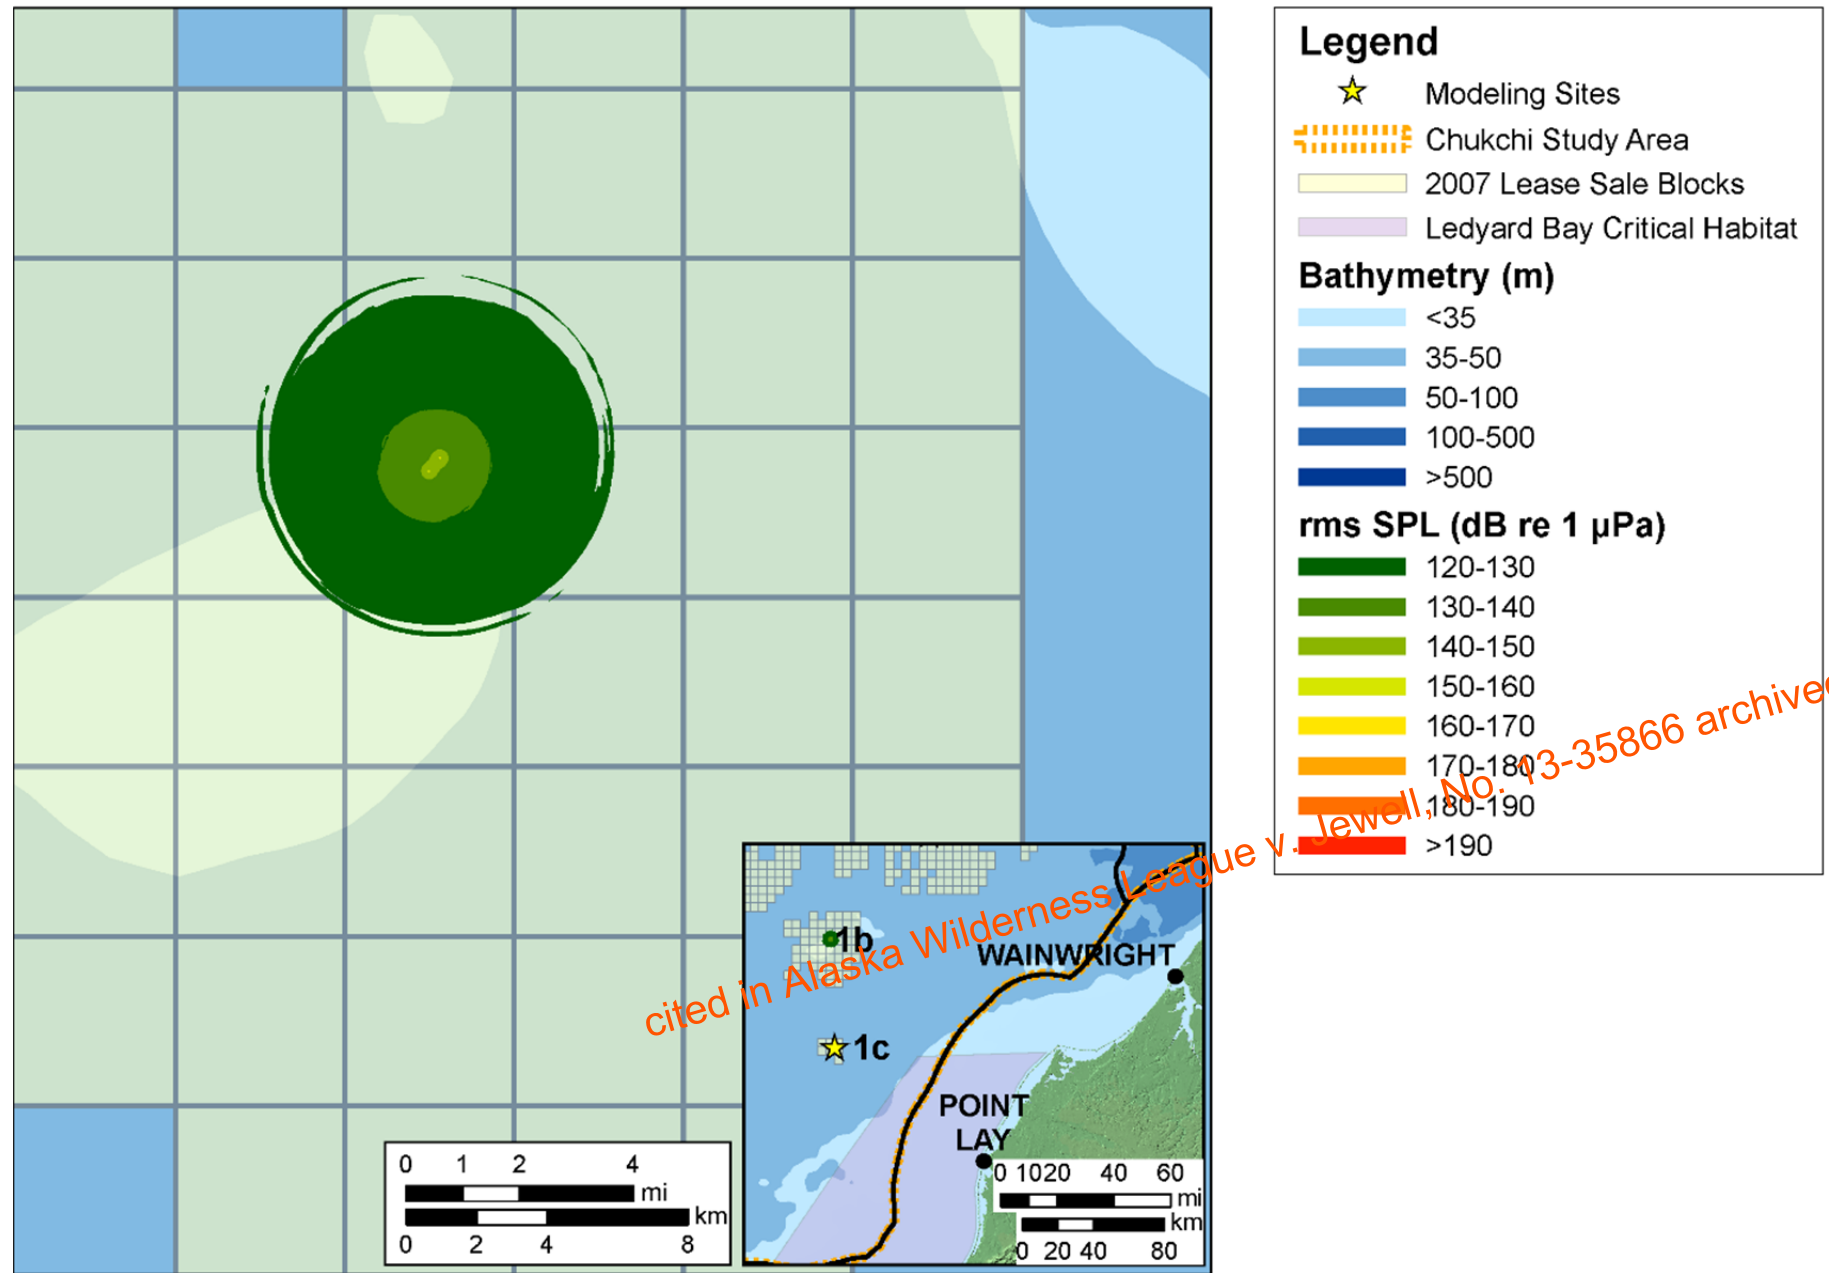 Legend
Modeling Sites
Chukchi Study Area
2007 Lease Sale Blocks
Ledyard Bay Critical Habitat
Bathymetry (m)
<35
35-50
50-100
100-500
>500
rms SPL (dB re 1 µPa)
120-130
130-140
140-150
150-160
160-170
170-180
180-190
>190
cited in Alaska Wilderness League v. Jewell, No. 13-35866 archived
1b
WAINWRIGHT
1c
POINT
LAY
0 1 2 4
mi
km
0 2 4 8
0 10 20 40 60
mi
km
0 20 40 80